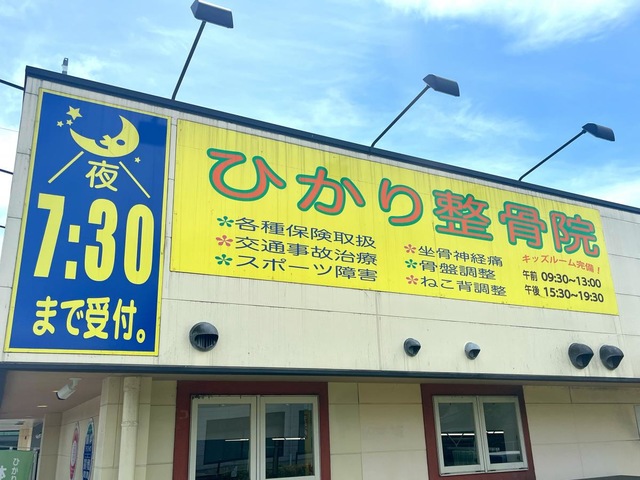 夜
7:30
まで受付。
ひかり整骨院
*各種保険取扱
*交通事故治療
*スポーツ障害
*坐骨神経痛
*骨盤調整
*ねこ背調整
キッズルーム完備!
午前 09:30~13:00
午後 15:30~19:30
ひかり